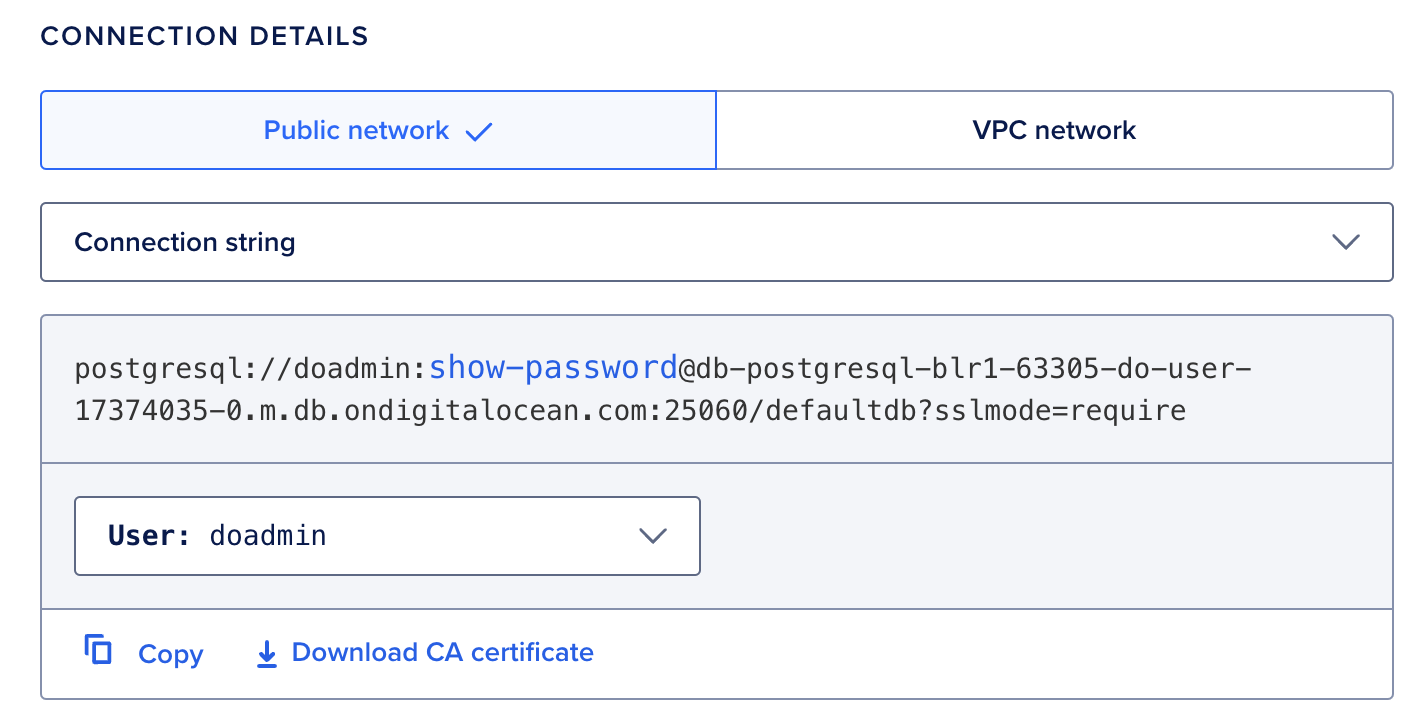 CONNECTION DETAILS
Public network
VPC network
Connection string
postgresql://doadmin:show-password@db-postgresql-blr1-63305-do-user-
17374035-0.m.db.ondigitalocean.com:25060/defaultdb?sslmode=require
User: doadmin
Copy
Download CA certificate